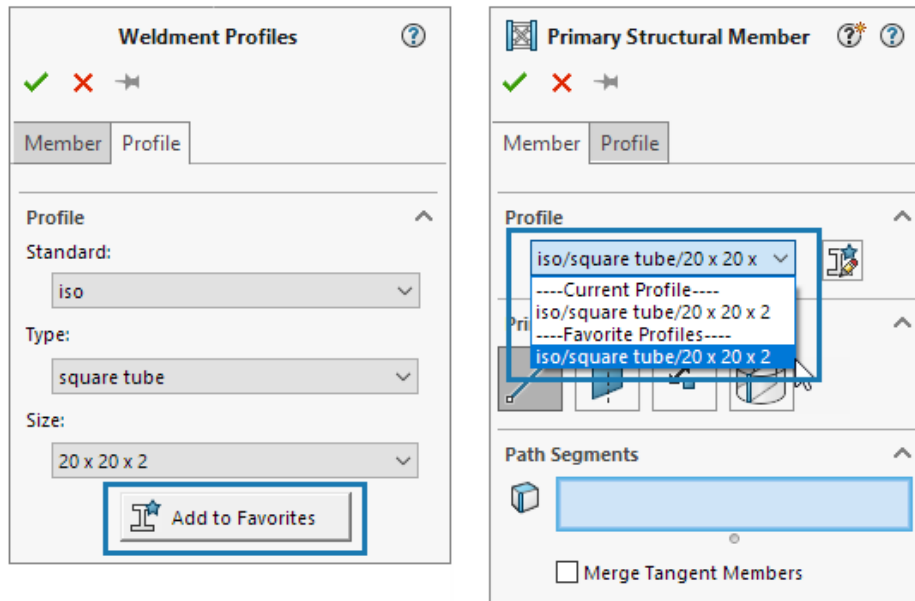 Weldment Profiles
Member Profile
Profile
Standard:
iso
Type:
square tube
Size:
20 x 20 x 2
Add to Favorites
Primary Structural Member
Member Profile
Profile
iso/square tube/20 x 20 x
----Current Profile----
iso/square tube/20 x 20 x 2
Pri
----Favorite Profiles----
iso/square tube/20 x 20 x 2
Path Segments
Merge Tangent Members